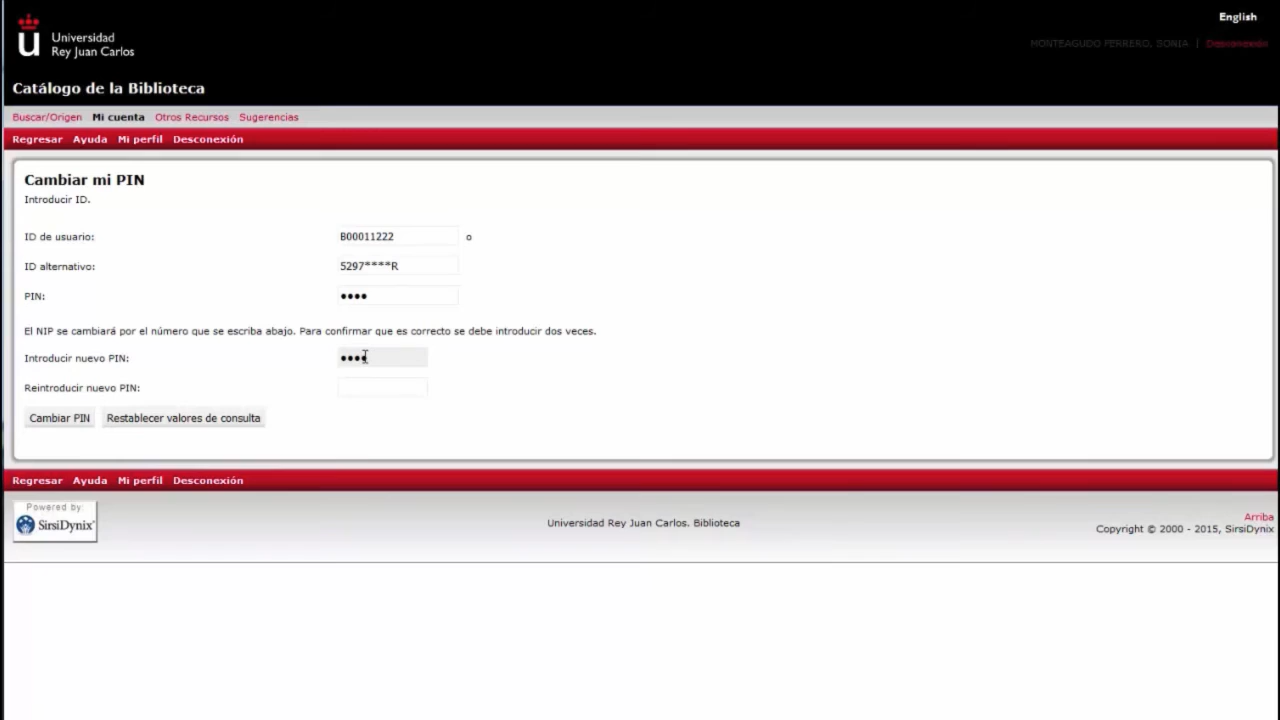 English
Universidad
Rey Juan Carlos
MONTEAGUDO FERRERO, SONIA | Desconexión
Catálogo de la Biblioteca
Buscar/Origen Mi cuenta Otros Recursos Sugerencias
Regresar Ayuda Mi perfil Desconexión
Cambiar mi PIN
Introducir ID.
ID de usuario: B00011222 o
ID alternativo: 5297****R
PIN: ●●●●
El NIP se cambiará por el número que se escriba abajo. Para confirmar que es correcto se debe introducir dos veces.
Introducir nuevo PIN: ●●●●
Reintroducir nuevo PIN:
Cambiar PIN Restablecer valores de consulta
Regresar Ayuda Mi perfil Desconexión
Powered by:
SirsiDynix
Universidad Rey Juan Carlos. Biblioteca
Arriba
Copyright © 2000 - 2015, SirsiDynix